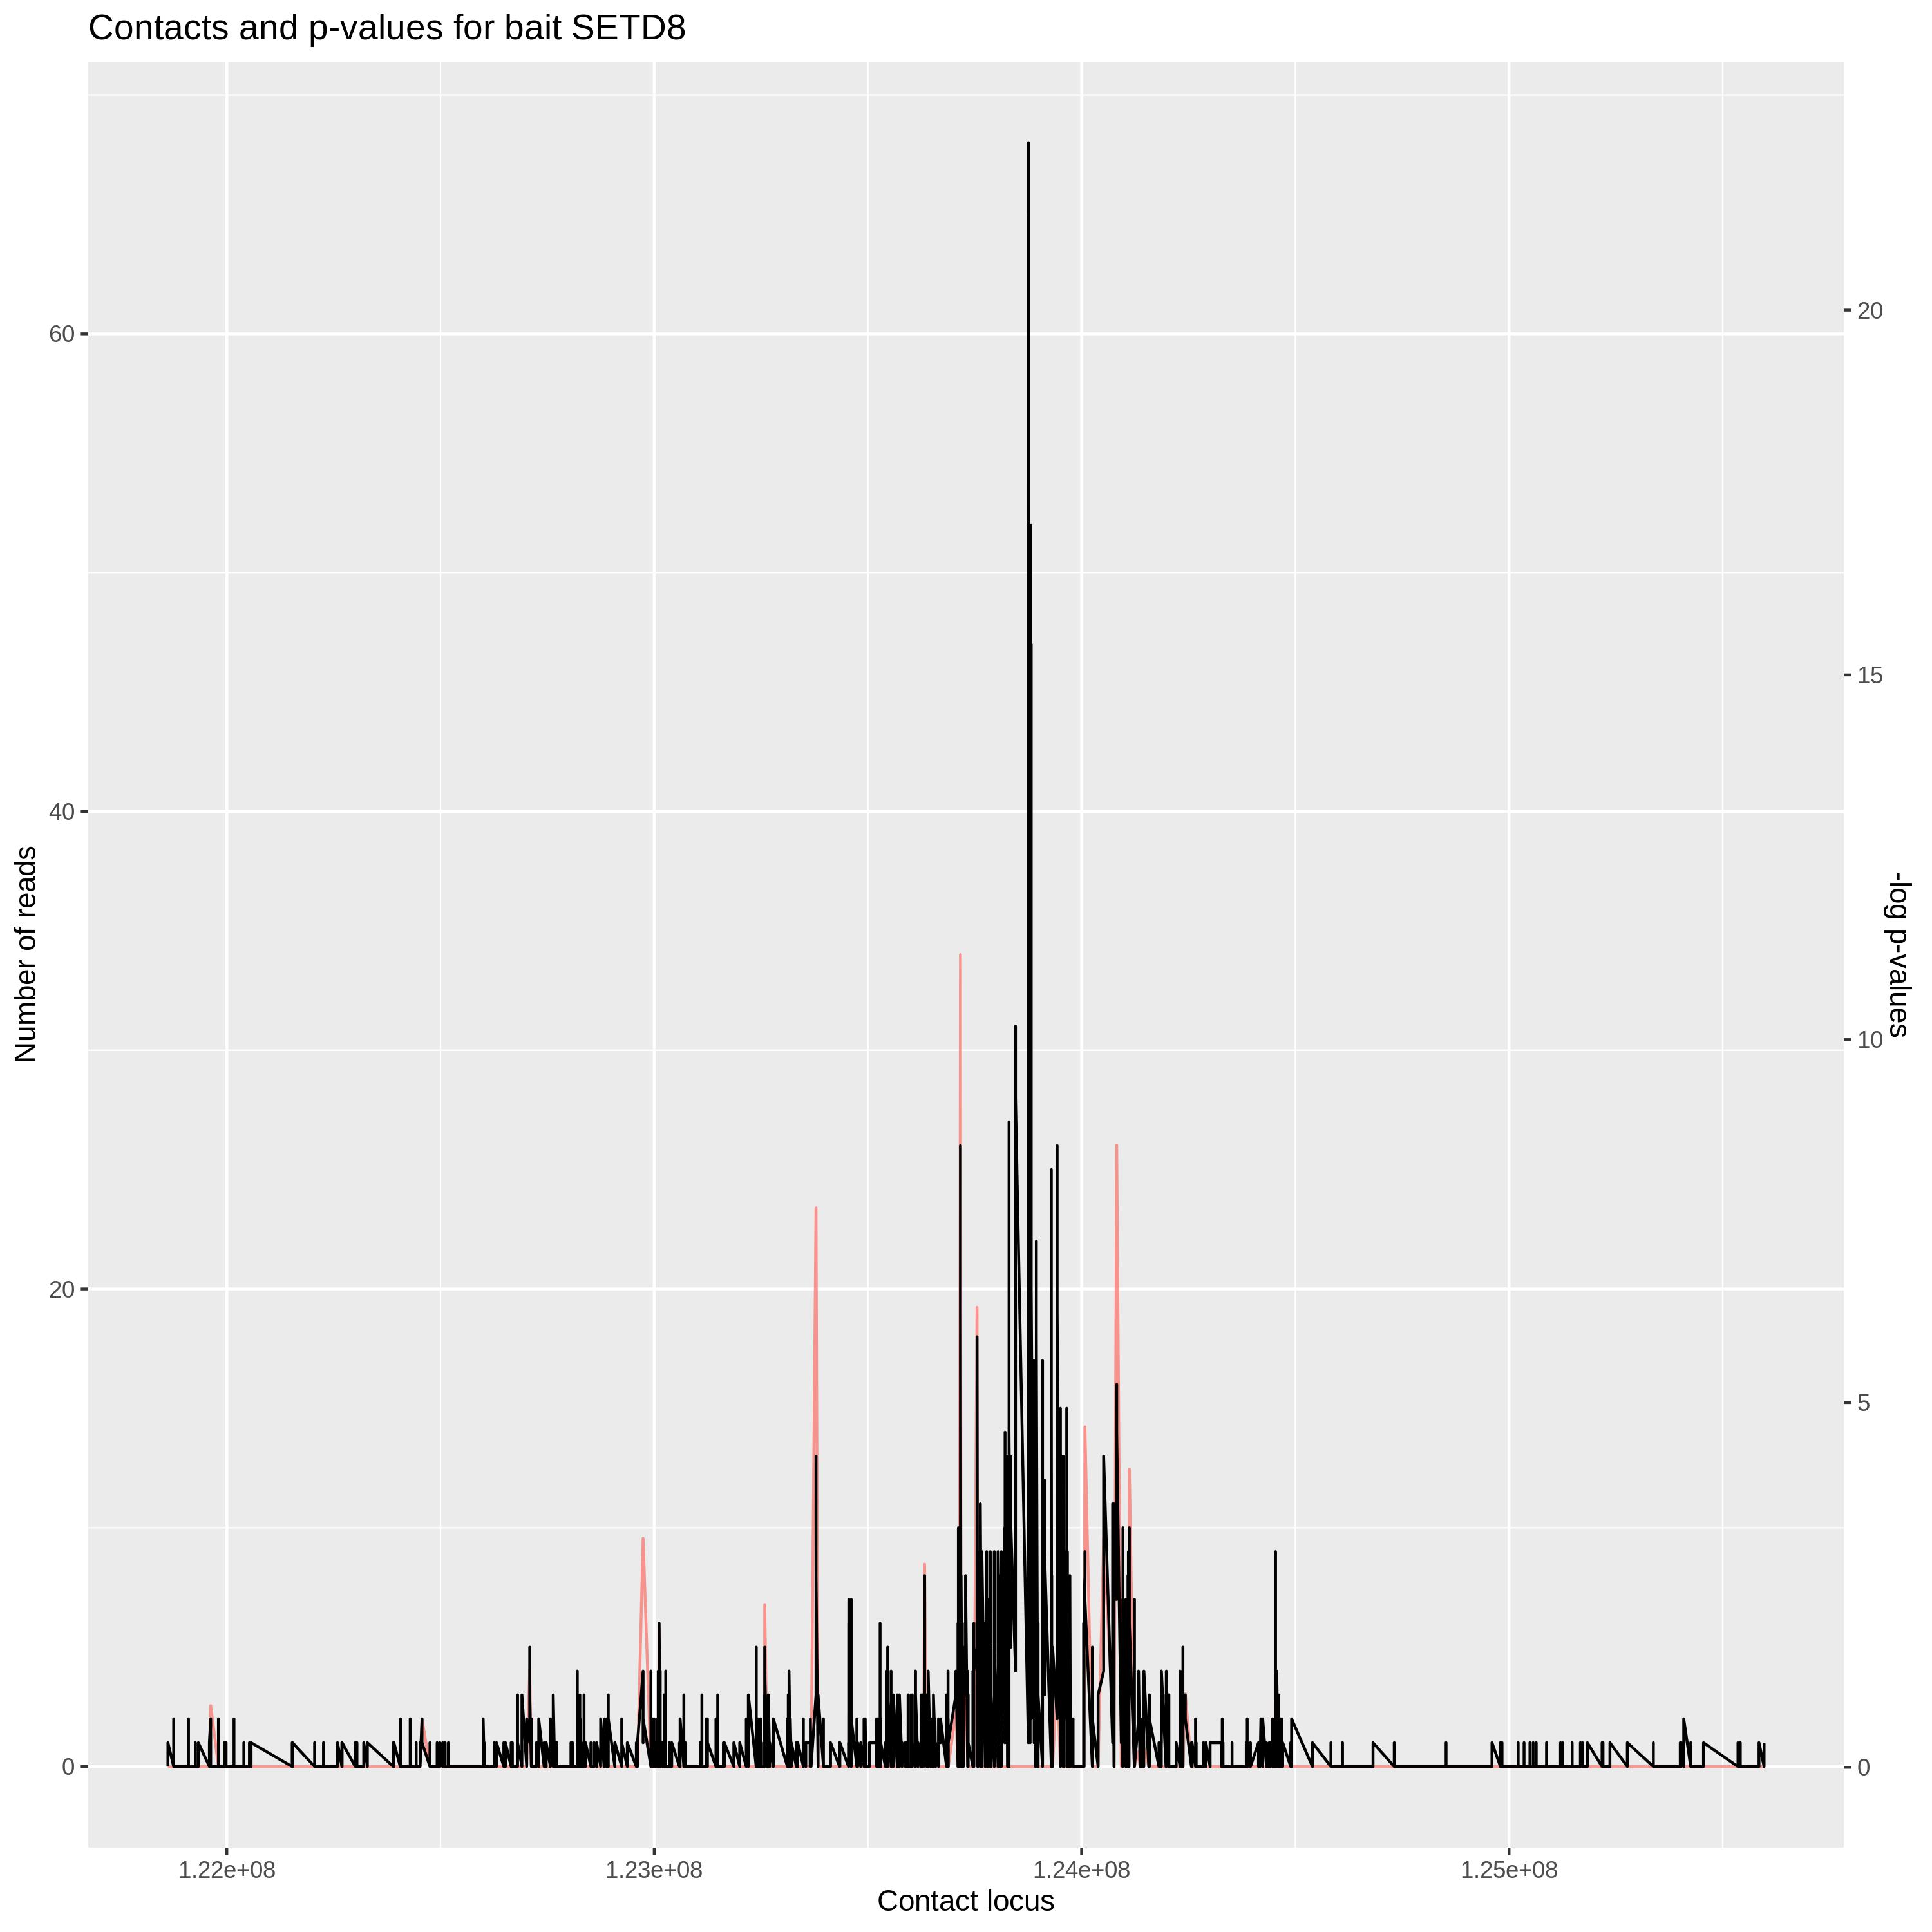 Contacts and p-values for bait SETD8
Number of reads
60
40
20
0
20
15
10
5
0
-log p-values
1.22e+08 1.23e+08 1.24e+08 1.25e+08
Contact locus